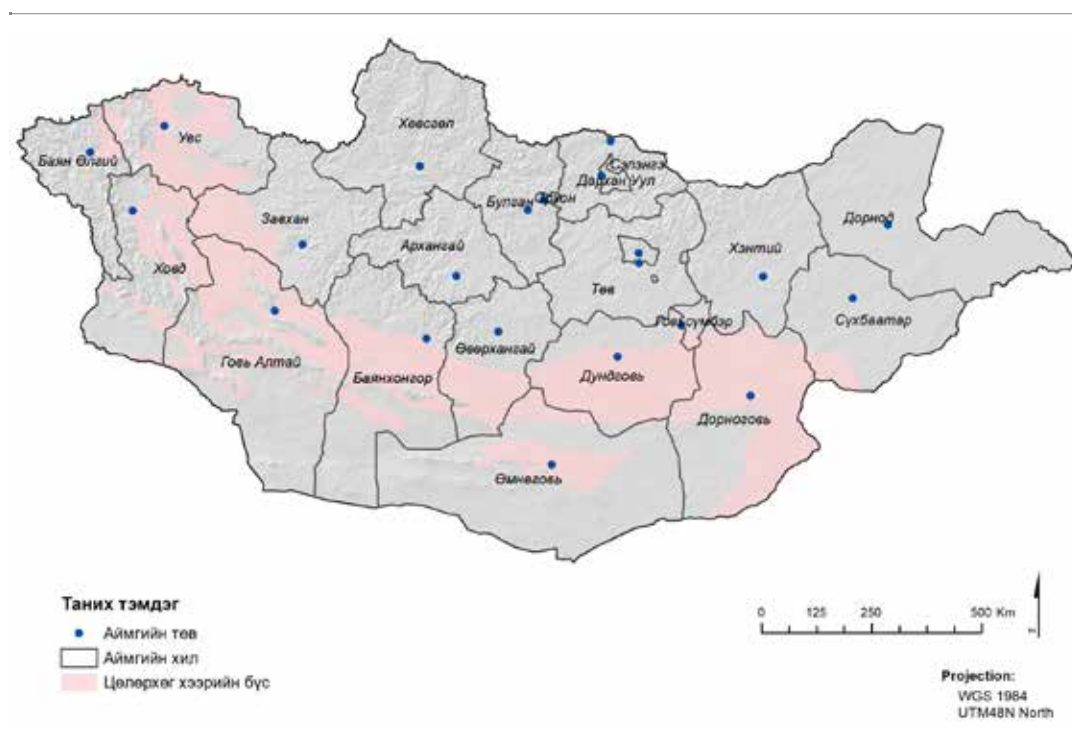 Увс
Хөвсгөл
Баян Өлгий
Сэлэнгэ
Дархан Уул
Завхан
Булган
Орхон
Дорнод
Архангай
Хэнтий
Ховд
Төв
Сүхбаатар
Говьсүмбэр
Говь Алтай
Өвөрхангай
Баянхонгор
Дундговь
Дорноговь
Өмнөговь
Таних тэмдэг
Аймгийн төв
Аймгийн хил
Цөлөрхөг хээрийн бүс
0 125 250 500 Km
Projection:
WGS 1984
UTM48N North